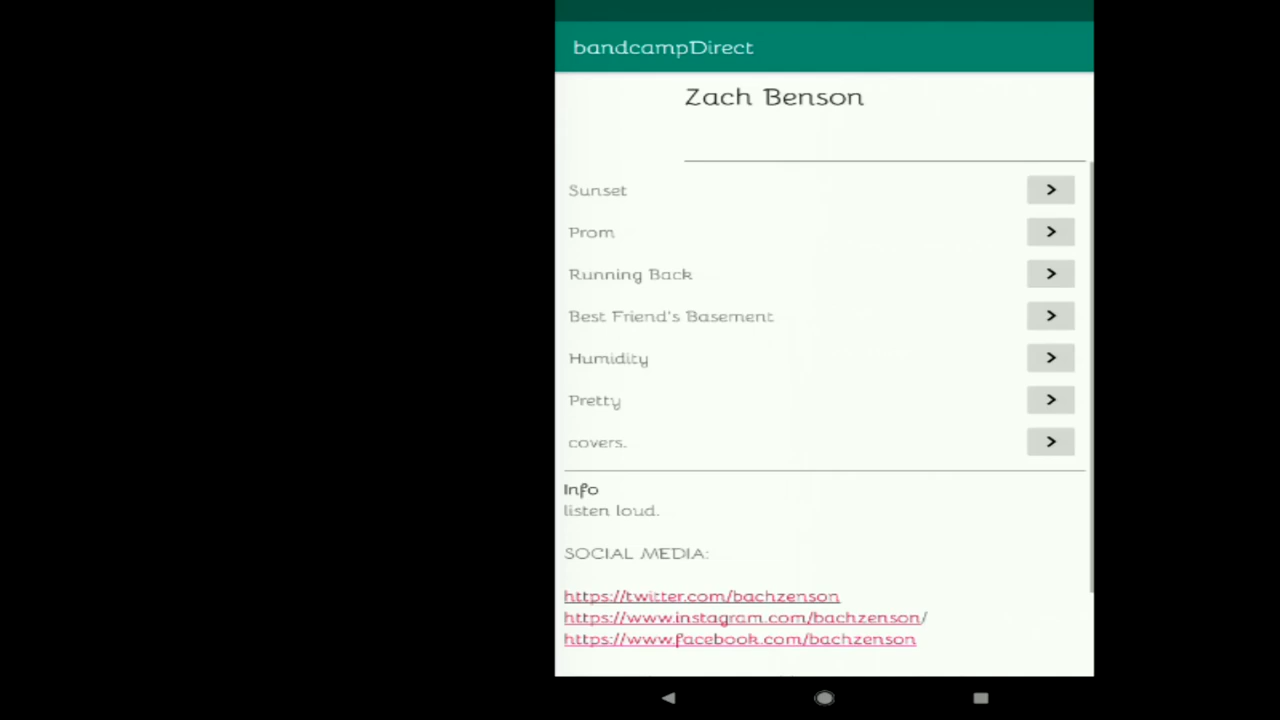 bandcampDirect
Zach Benson
Sunset
>
Prom
>
Running Back
>
Best Friend's Basement
>
Humidity
>
Pretty
>
covers.
>
Info
listen loud.
SOCIAL MEDIA:
https://twitter.com/bachzenson
https://www.instagram.com/bachzenson/
https://www.facebook.com/bachzenson